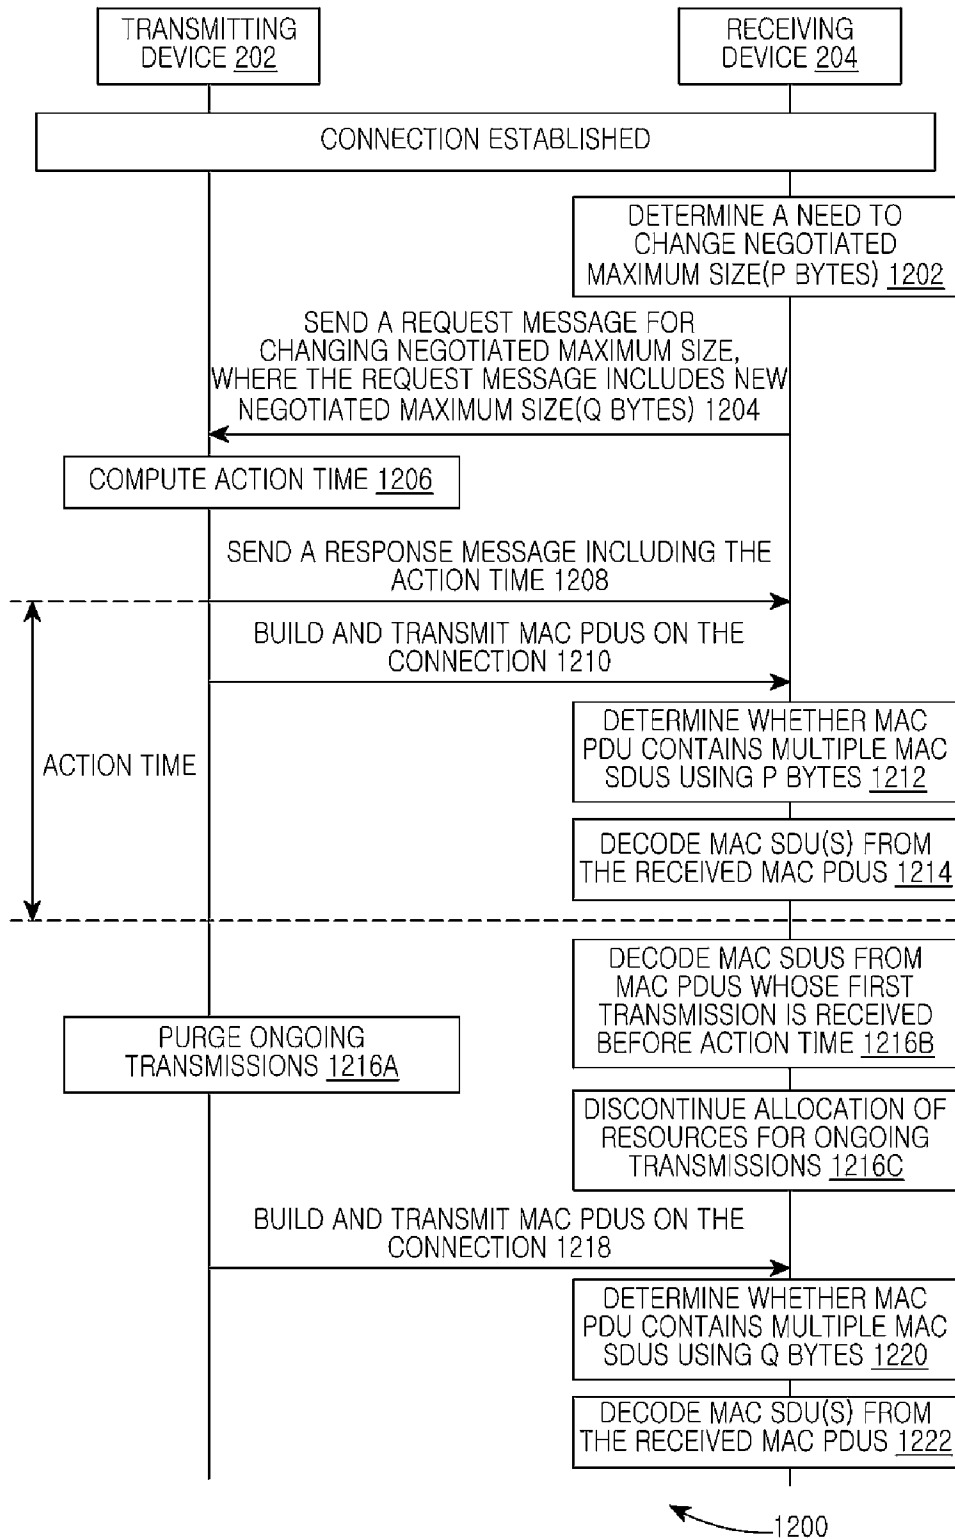 TRANSMITTING
DEVICE 202
RECEIVING
DEVICE 204
CONNECTION ESTABLISHED
DETERMINE A NEED TO
CHANGE NEGOTIATED
MAXIMUM SIZE(P BYTES) 1202
SEND A REQUEST MESSAGE FOR
CHANGING NEGOTIATED MAXIMUM SIZE,
WHERE THE REQUEST MESSAGE INCLUDES NEW
NEGOTIATED MAXIMUM SIZE(Q BYTES) 1204
COMPUTE ACTION TIME 1206
SEND A RESPONSE MESSAGE INCLUDING THE
ACTION TIME 1208
BUILD AND TRANSMIT MAC PDUS ON THE
CONNECTION 1210
ACTION TIME
DETERMINE WHETHER MAC
PDU CONTAINS MULTIPLE MAC
SDUS USING P BYTES 1212
DECODE MAC SDU(S) FROM
THE RECEIVED MAC PDUS 1214
DECODE MAC SDUS FROM
MAC PDUS WHOSE FIRST
TRANSMISSION IS RECEIVED
BEFORE ACTION TIME 1216B
PURGE ONGOING
TRANSMISSIONS 1216A
DISCONTINUE ALLOCATION OF
RESOURCES FOR ONGOING
TRANSMISSIONS 1216C
BUILD AND TRANSMIT MAC PDUS ON THE
CONNECTION 1218
DETERMINE WHETHER MAC
PDU CONTAINS MULTIPLE MAC
SDUS USING Q BYTES 1220
DECODE MAC SDU(S) FROM
THE RECEIVED MAC PDUS 1222
1200